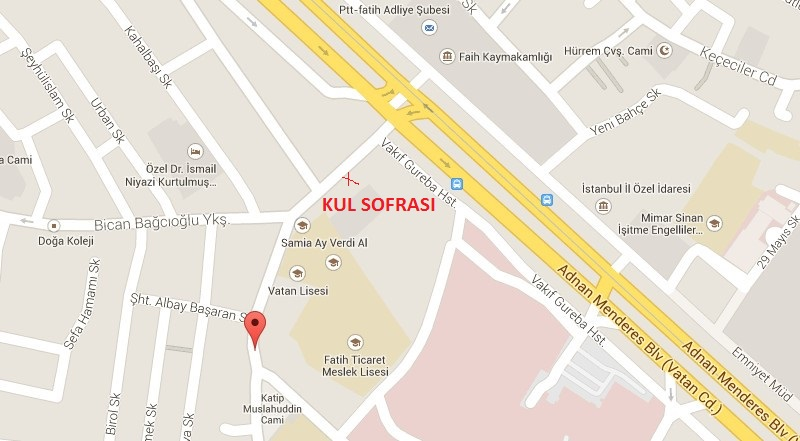 Ptt-fatih Adliye Şubesi
Faih Kaymakamlığı
Hürrem Çvş. Cami
Keçeciler Cd
Kahalbaşı Sk
Şeyhülislam Sk
Urban Sk
Yeni Bahçe Sk
a Cami
Özel Dr. İsmail
Niyazi Kurtulmuş...
Vakıf Gureba Hst.
KUL SOFRASI
İstanbul İl Özel İdaresi
Mimar Sinan
İşitme Engelliler...
29 Mayıs Sk
Bican Bağcıoğlu Ykş.
Doğa Koleji
Samia Ay Verdi Al
Vatan Lisesi
Sefa Hamamı Sk
Şht. Albay Başaran S
Vakıf Gureba Hst.
Adnan Menderes Blv (Vatan Cd.)
Adnan Menderes Blv (Vata
Emniyet Müd
Fatih Ticaret
Meslek Lisesi
Katip
Muslahuddin
Cami
Birol Sk
mek Sk